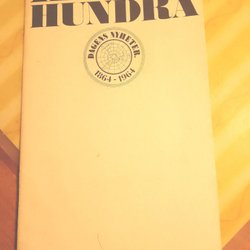 HUNDRA
DAGENS NYHETER.
1864-1964